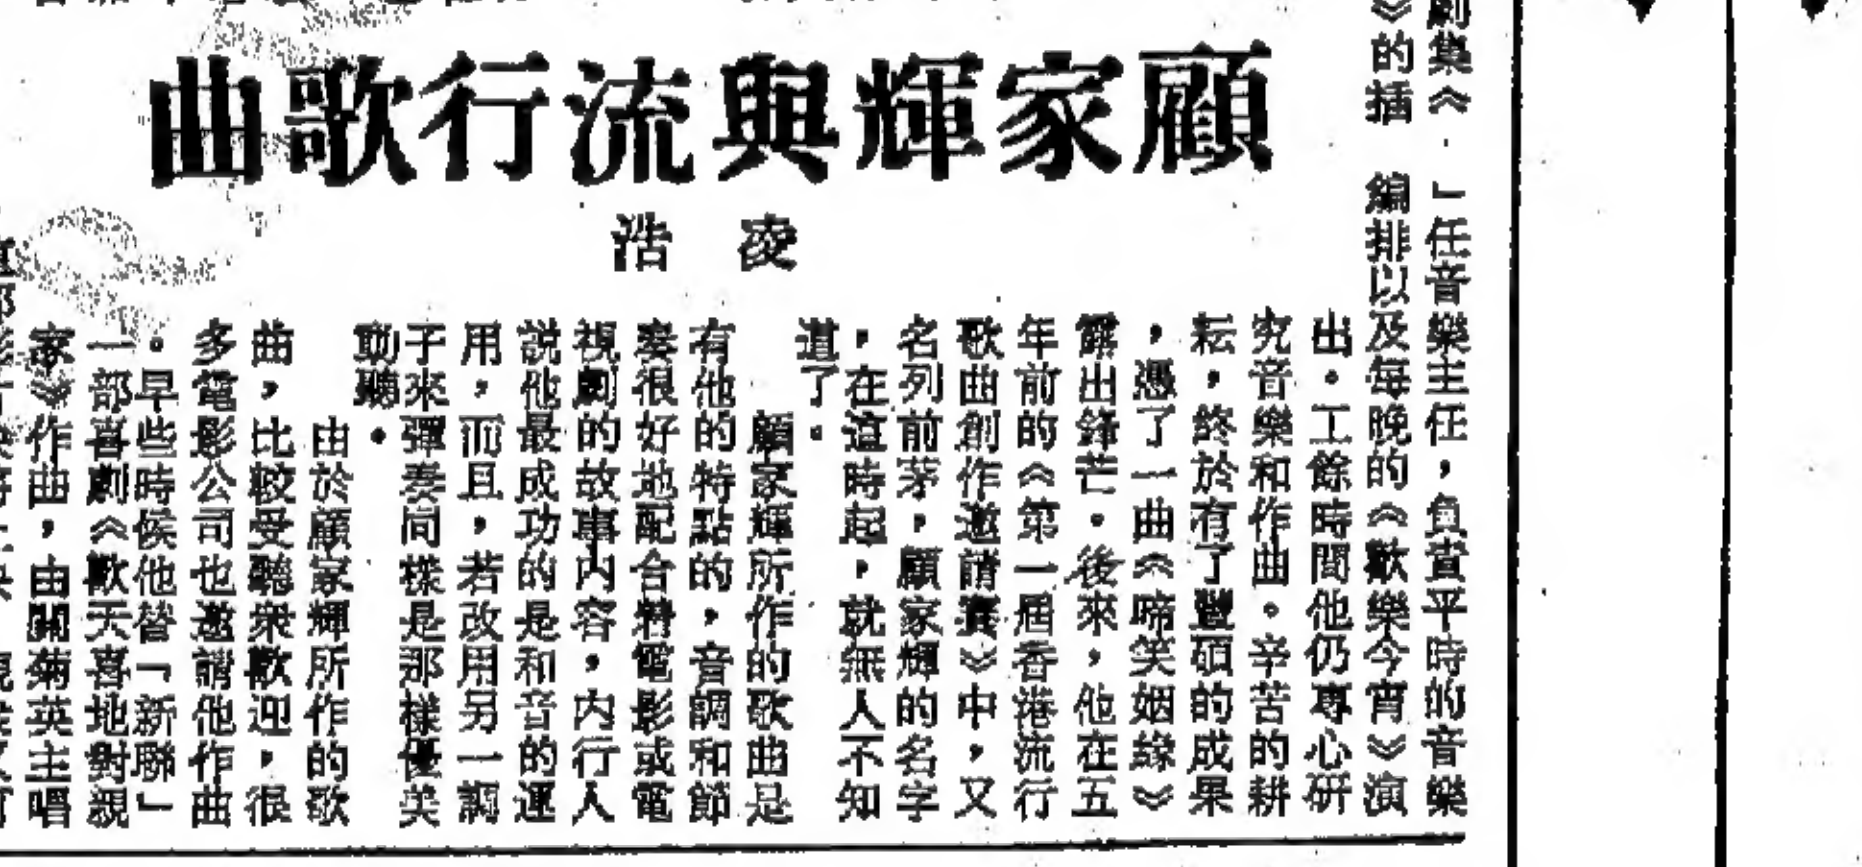 顧家輝與流行歌曲
凌浩
劇集《
》的插
」任音樂主任，負責平時的音樂
編排以及每晚的《歡樂今宵》演
出。工餘時間他仍專心研
究音樂和作曲。辛苦的耕
耘，終於有了豐碩的成果
，憑了一曲《啼笑姻緣》
露出鋒芒。後來，他在五
年前的《第一屆香港流行
歌曲創作邀請賽》中，又
名列前茅，顧家輝的名字
，在這時起，就無人不知
道了。
顧家輝所作的歌曲是
有他的特點的，音調和節
奏很好地配合電影或電
視劇的故事內容，內行人
說他最成功的是和音的運
用，而且，若改用另一調
子來彈奏同樣是那樣優美
動聽。
由於顧家輝所作的歌
曲，比較受聽衆歡迎，很
多電影公司也邀請他作曲
。早些時候他替「新聯」
一部喜劇《歡天喜地對親
家》作曲，由關菊英主唱